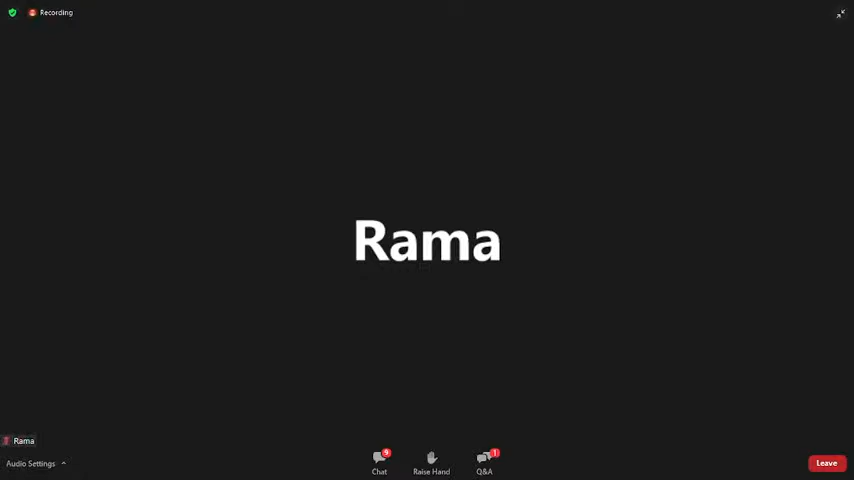 Recording
Rama
Rama
Audio Settings
9
Chat
Raise Hand
1
Q&A
Leave